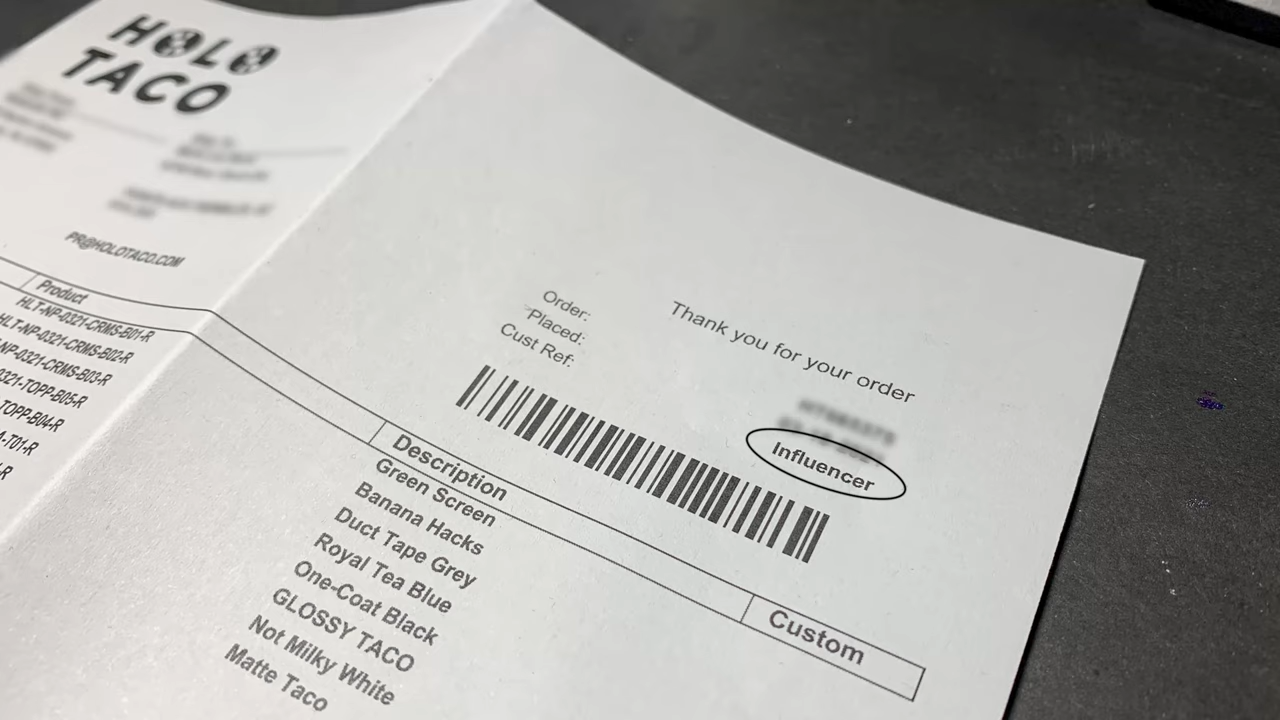 HOLO
TACO
PR@HOLOTACO.COM
Thank you for your order
Order:
Placed:
Cust Ref:
Influencer
Product
Description
Custom
HLT-NP-0321-CRMS-B01-R
Green Screen
HLT-NP-0321-CRMS-B02-R
Banana Hacks
NP-0321-CRMS-B03-R
Duct Tape Grey
0321-TOPP-B05-R
Royal Tea Blue
TOPP-B04-R
One-Coat Black
-T01-R
GLOSSY TACO
-R
Not Milky White
Matte Taco